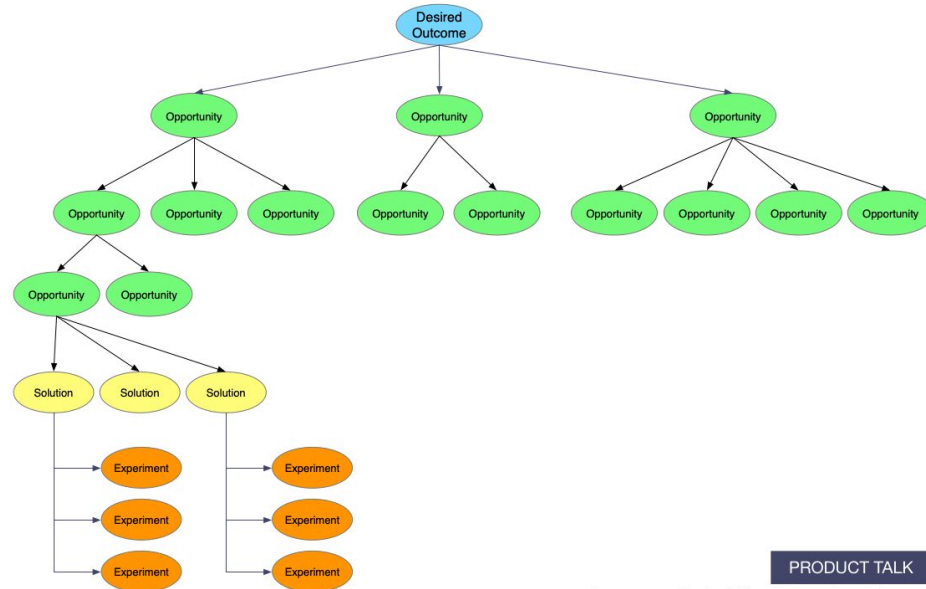 Desired
Outcome
Opportunity Opportunity Opportunity
Opportunity Opportunity Opportunity Opportunity Opportunity Opportunity Opportunity Opportunity Opportunity
Opportunity Opportunity
Solution Solution Solution
Experiment Experiment
Experiment Experiment
Experiment Experiment
PRODUCT TALK